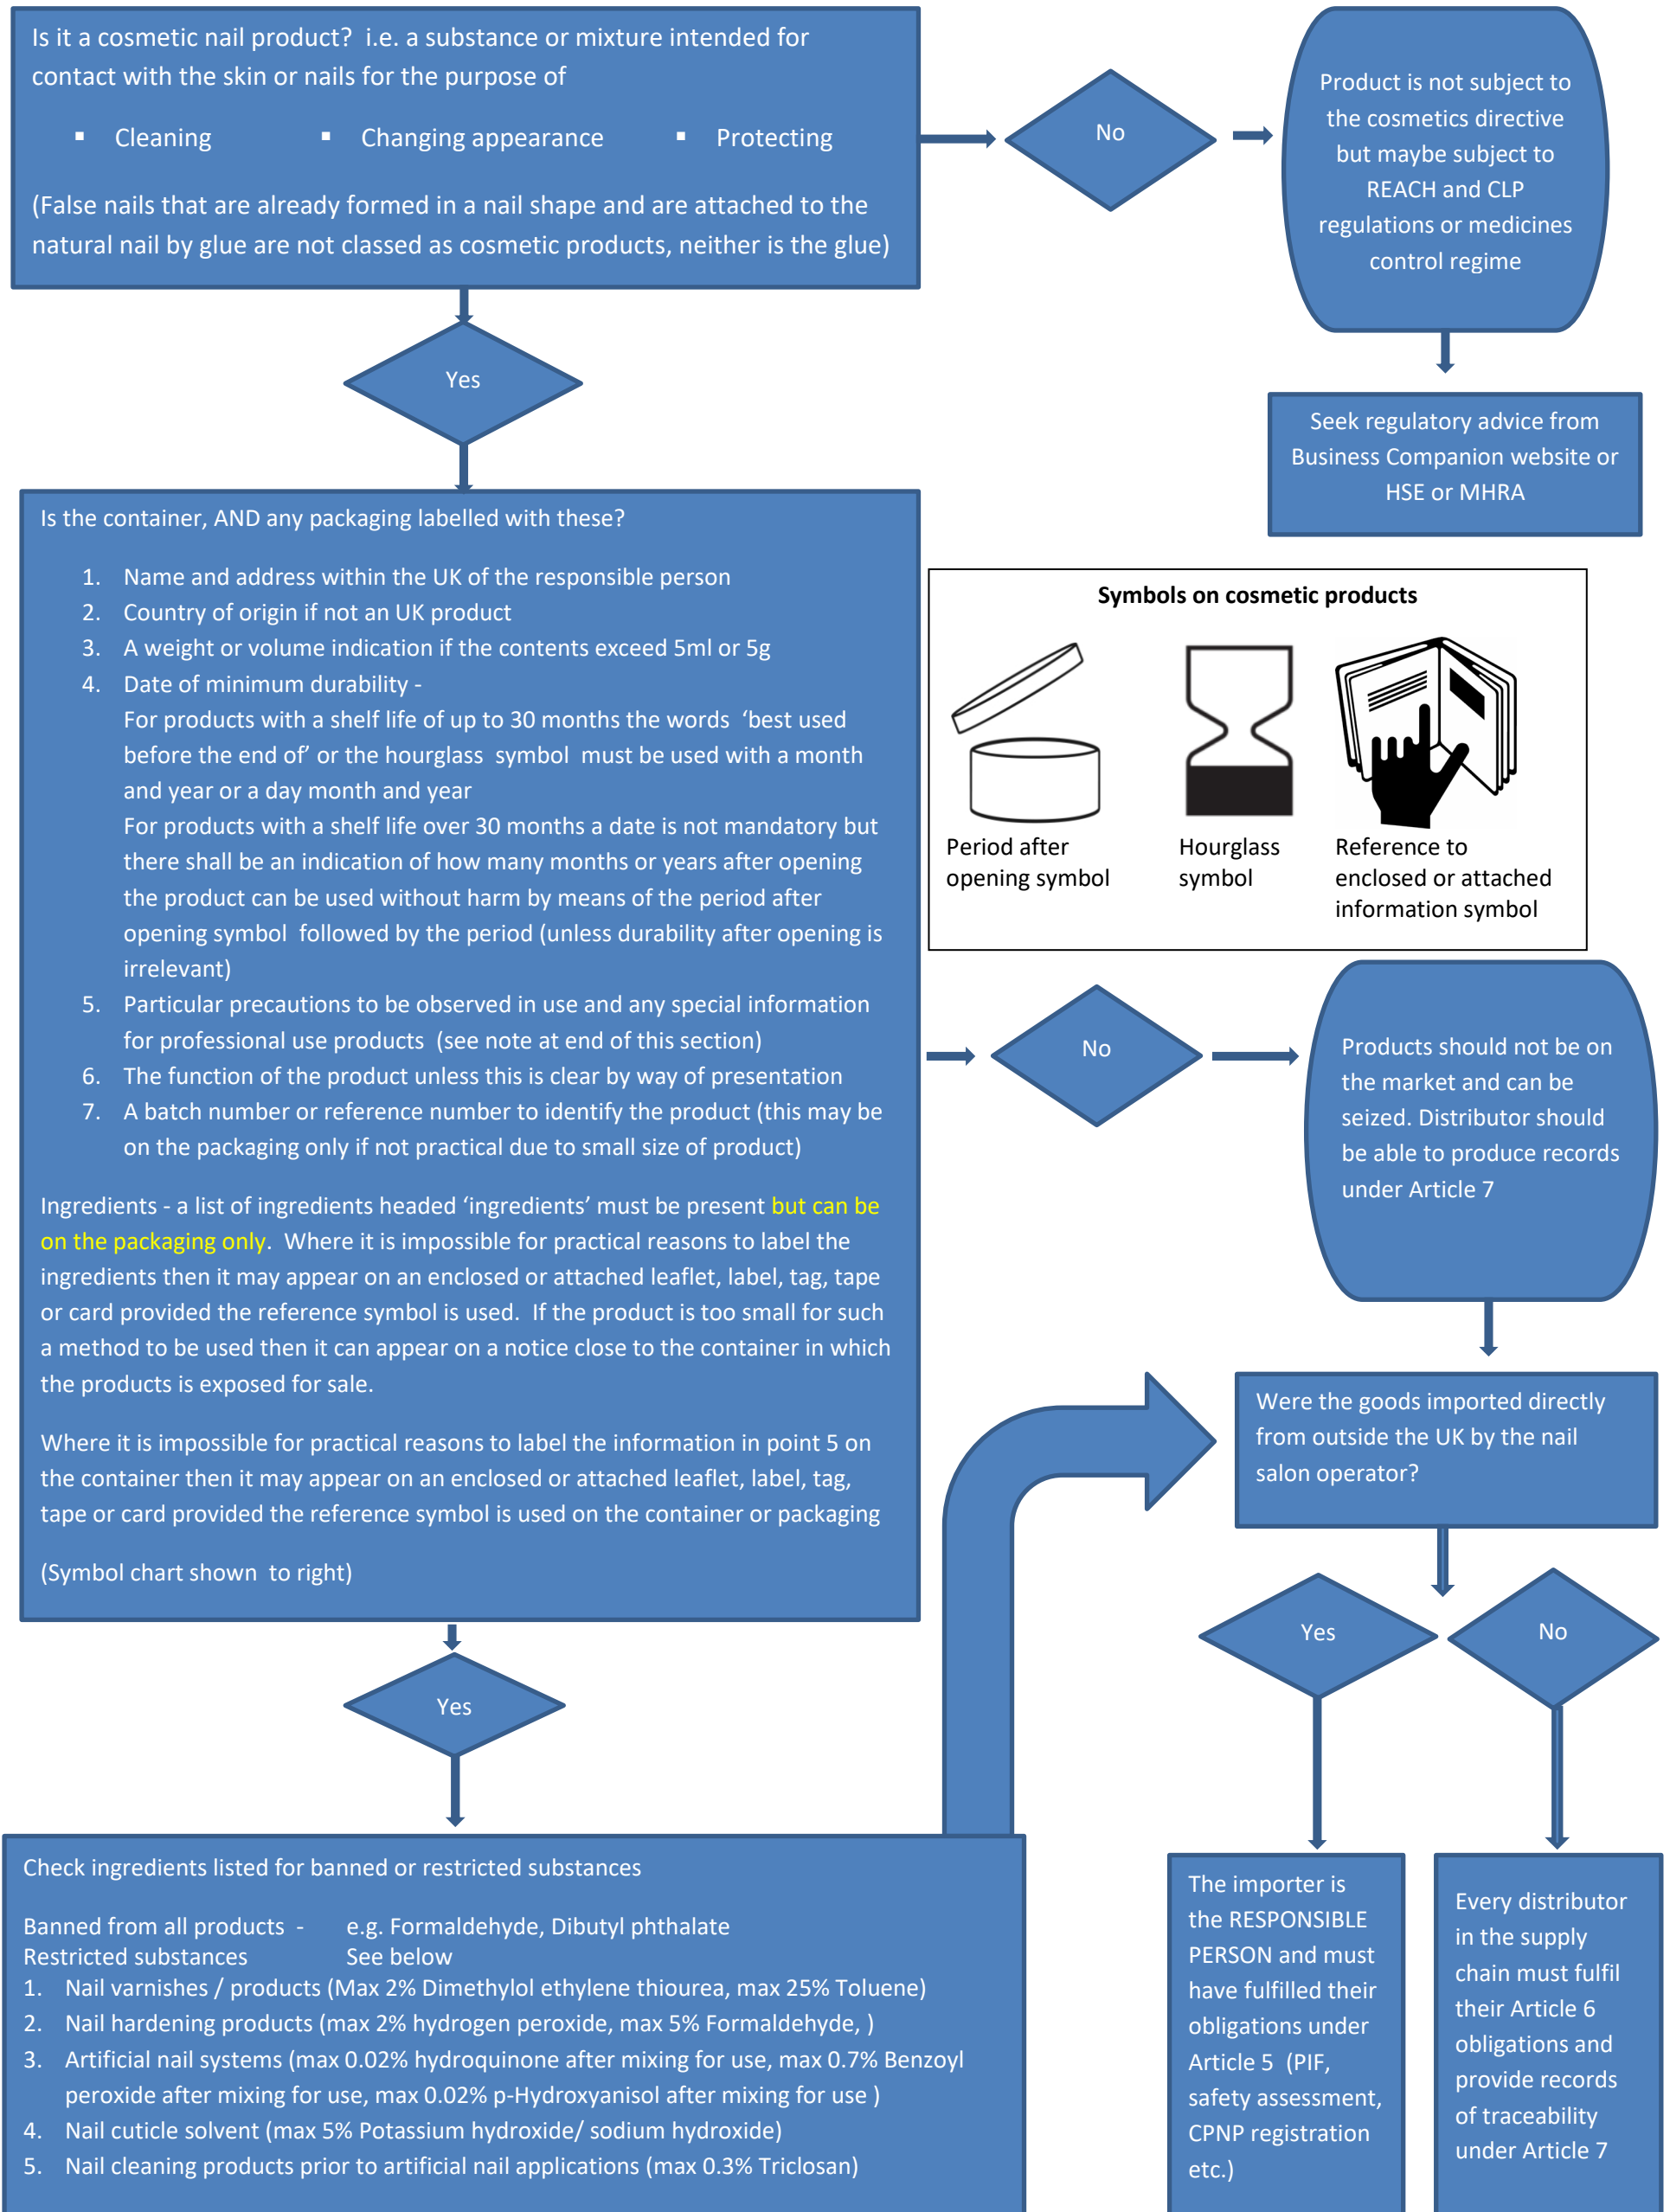 Is it a cosmetic nail product?  i.e. a substance or mixture intended for
contact with the skin or nails for the purpose of
▪ Cleaning ▪ Changing appearance ▪ Protecting
(False nails that are already formed in a nail shape and are attached to the
natural nail by glue are not classed as cosmetic products, neither is the glue)
No
Product is not subject to
the cosmetics directive
but maybe subject to
REACH and CLP
regulations or medicines
control regime
Seek regulatory advice from
Business Companion website or
HSE or MHRA
Yes
Is the container, AND any packaging labelled with these?
1. Name and address within the UK of the responsible person
2. Country of origin if not an UK product
3. A weight or volume indication if the contents exceed 5ml or 5g
4. Date of minimum durability -
For products with a shelf life of up to 30 months the words ‘best used
before the end of’ or the hourglass symbol must be used with a month
and year or a day month and year
For products with a shelf life over 30 months a date is not mandatory but
there shall be an indication of how many months or years after opening
the product can be used without harm by means of the period after
opening symbol followed by the period (unless durability after opening is
irrelevant)
5. Particular precautions to be observed in use and any special information
for professional use products (see note at end of this section)
6. The function of the product unless this is clear by way of presentation
7. A batch number or reference number to identify the product (this may be
on the packaging only if not practical due to small size of product)
Ingredients - a list of ingredients headed ‘ingredients’ must be present but can be
on the packaging only. Where it is impossible for practical reasons to label the
ingredients then it may appear on an enclosed or attached leaflet, label, tag, tape
or card provided the reference symbol is used. If the product is too small for such
a method to be used then it can appear on a notice close to the container in which
the products is exposed for sale.
Where it is impossible for practical reasons to label the information in point 5 on
the container then it may appear on an enclosed or attached leaflet, label, tag,
tape or card provided the reference symbol is used on the container or packaging
(Symbol chart shown to right)
Symbols on cosmetic products
Period after
opening symbol
Hourglass
symbol
Reference to
enclosed or attached
information symbol
No
Products should not be on
the market and can be
seized. Distributor should
be able to produce records
under Article 7
Were the goods imported directly
from outside the UK by the nail
salon operator?
Yes
No
The importer is
the RESPONSIBLE
PERSON and must
have fulfilled their
obligations under
Article 5 (PIF,
safety assessment,
CPNP registration
etc.)
Every distributor
in the supply
chain must fulfil
their Article 6
obligations and
provide records
of traceability
under Article 7
Yes
Check ingredients listed for banned or restricted substances
Banned from all products - e.g. Formaldehyde, Dibutyl phthalate
Restricted substances See below
1. Nail varnishes / products (Max 2% Dimethylol ethylene thiourea, max 25% Toluene)
2. Nail hardening products (max 2% hydrogen peroxide, max 5% Formaldehyde, )
3. Artificial nail systems (max 0.02% hydroquinone after mixing for use, max 0.7% Benzoyl
peroxide after mixing for use, max 0.02% p-Hydroxyanisol after mixing for use )
4. Nail cuticle solvent (max 5% Potassium hydroxide/ sodium hydroxide)
5. Nail cleaning products prior to artificial nail applications (max 0.3% Triclosan)